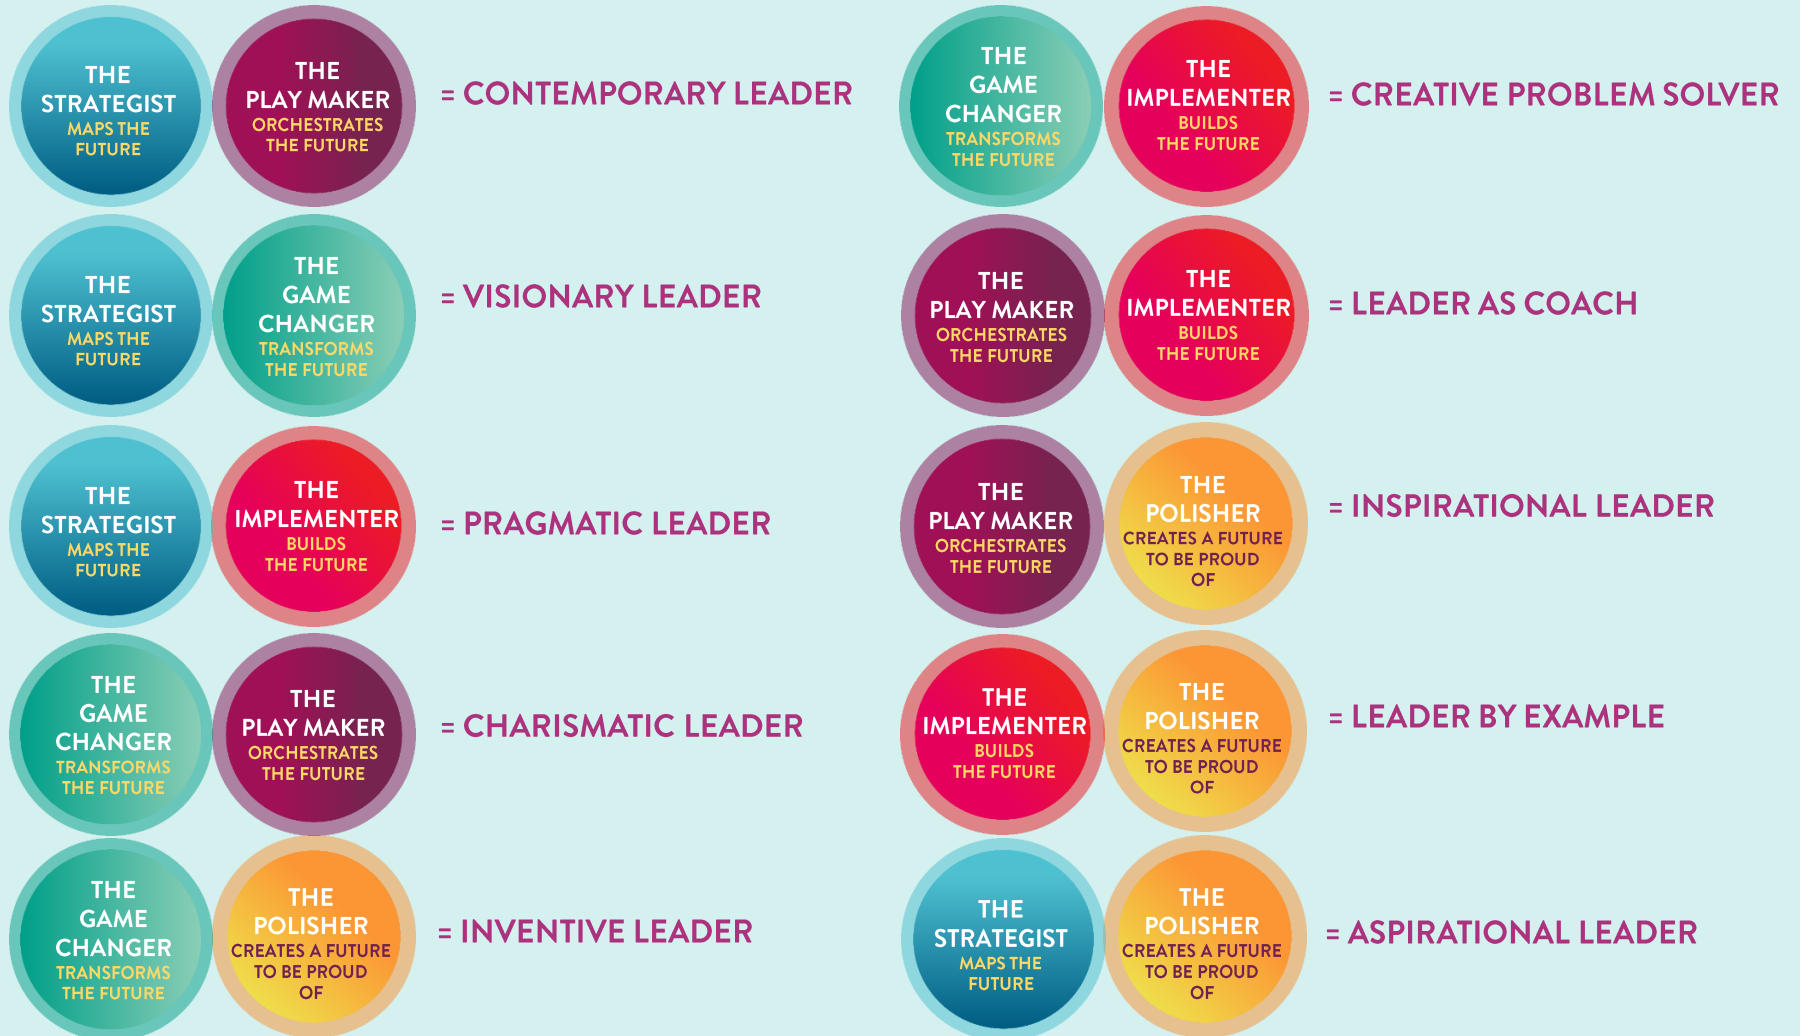 THE
STRATEGIST
MAPS THE
FUTURE
THE
PLAY MAKER
ORCHESTRATES
THE FUTURE
= CONTEMPORARY LEADER
THE
STRATEGIST
MAPS THE
FUTURE
THE
GAME
CHANGER
TRANSFORMS
THE FUTURE
= VISIONARY LEADER
THE
STRATEGIST
MAPS THE
FUTURE
THE
IMPLEMENTER
BUILDS
THE FUTURE
= PRAGMATIC LEADER
THE
GAME
CHANGER
TRANSFORMS
THE FUTURE
THE
PLAY MAKER
ORCHESTRATES
THE FUTURE
= CHARISMATIC LEADER
THE
GAME
CHANGER
TRANSFORMS
THE FUTURE
THE
POLISHER
CREATES A FUTURE
TO BE PROUD
OF
= INVENTIVE LEADER
THE
GAME
CHANGER
TRANSFORMS
THE FUTURE
THE
IMPLEMENTER
BUILDS
THE FUTURE
= CREATIVE PROBLEM SOLVER
THE
PLAY MAKER
ORCHESTRATES
THE FUTURE
THE
IMPLEMENTER
BUILDS
THE FUTURE
= LEADER AS COACH
THE
PLAY MAKER
ORCHESTRATES
THE FUTURE
THE
POLISHER
CREATES A FUTURE
TO BE PROUD
OF
= INSPIRATIONAL LEADER
THE
IMPLEMENTER
BUILDS
THE FUTURE
THE
POLISHER
CREATES A FUTURE
TO BE PROUD
OF
= LEADER BY EXAMPLE
THE
STRATEGIST
MAPS THE
FUTURE
THE
POLISHER
CREATES A FUTURE
TO BE PROUD
OF
= ASPIRATIONAL LEADER